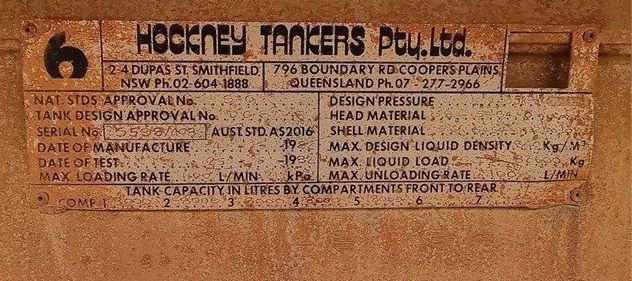 HOCKNEY TANKERS Pty. Ltd.
2-4 DUPAS ST. SMITHFIELD
NSW Ph. 02-604-1888
796 BOUNDARY RD COOPERS PLAINS
QUEENSLAND Ph. 07-277-2966
NAT. STDS. APPROVAL No.
TANK DESIGN APPROVAL No.
SERIAL No. AUST STD. AS2016
DATE OF MANUFACTURE -19
DATE OF TEST -19
MAX. LOADING RATE L/MIN kPa
DESIGN PRESSURE
HEAD MATERIAL
SHELL MATERIAL
MAX. DESIGN LIQUID DENSITY Kg/M³
MAX. LIQUID LOAD Kg
MAX. UNLOADING RATE L/MIN
TANK CAPACITY IN LITRES BY COMPARTMENTS FRONT TO REAR
COMP. 1 2 3 4 5 6 7